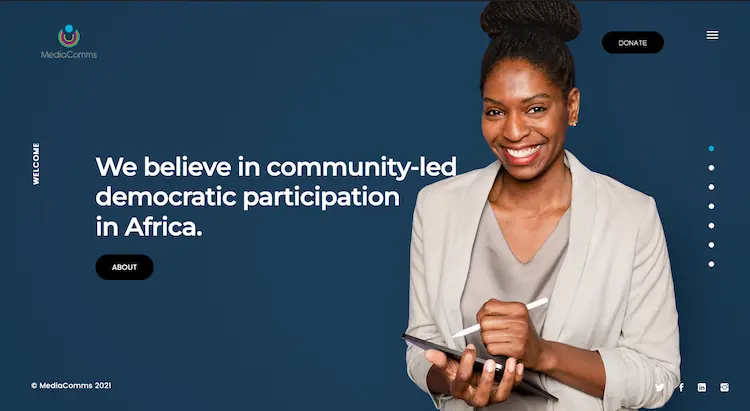 MediaComms
DONATE
WELCOME
We believe in community-led
democratic participation
in Africa.
ABOUT
© MediaComms 2021